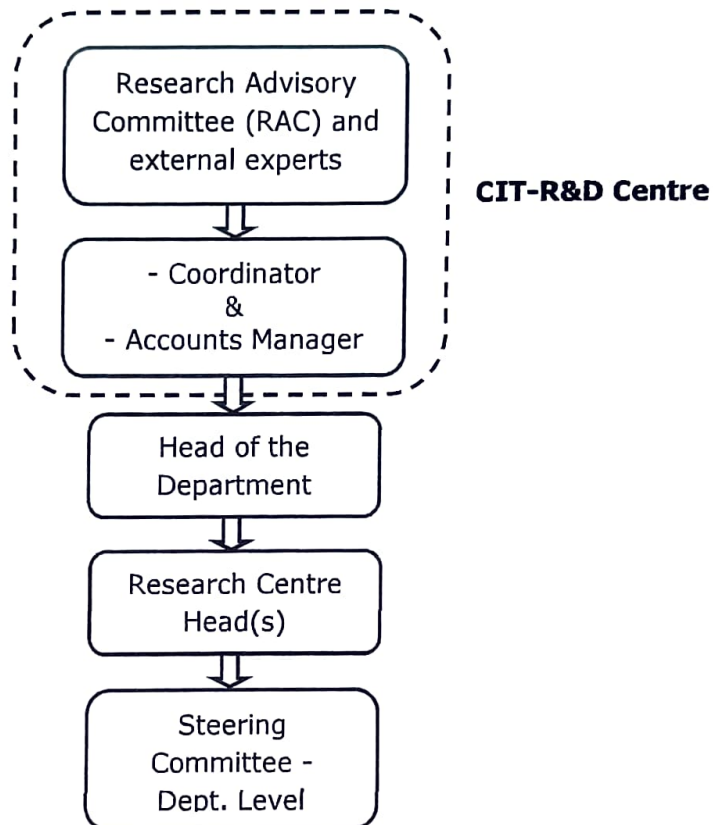 Research Advisory
Committee (RAC) and
external experts
CIT-R&D Centre
- Coordinator
&
- Accounts Manager
Head of the
Department
Research Centre
Head(s)
Steering
Committee -
Dept. Level